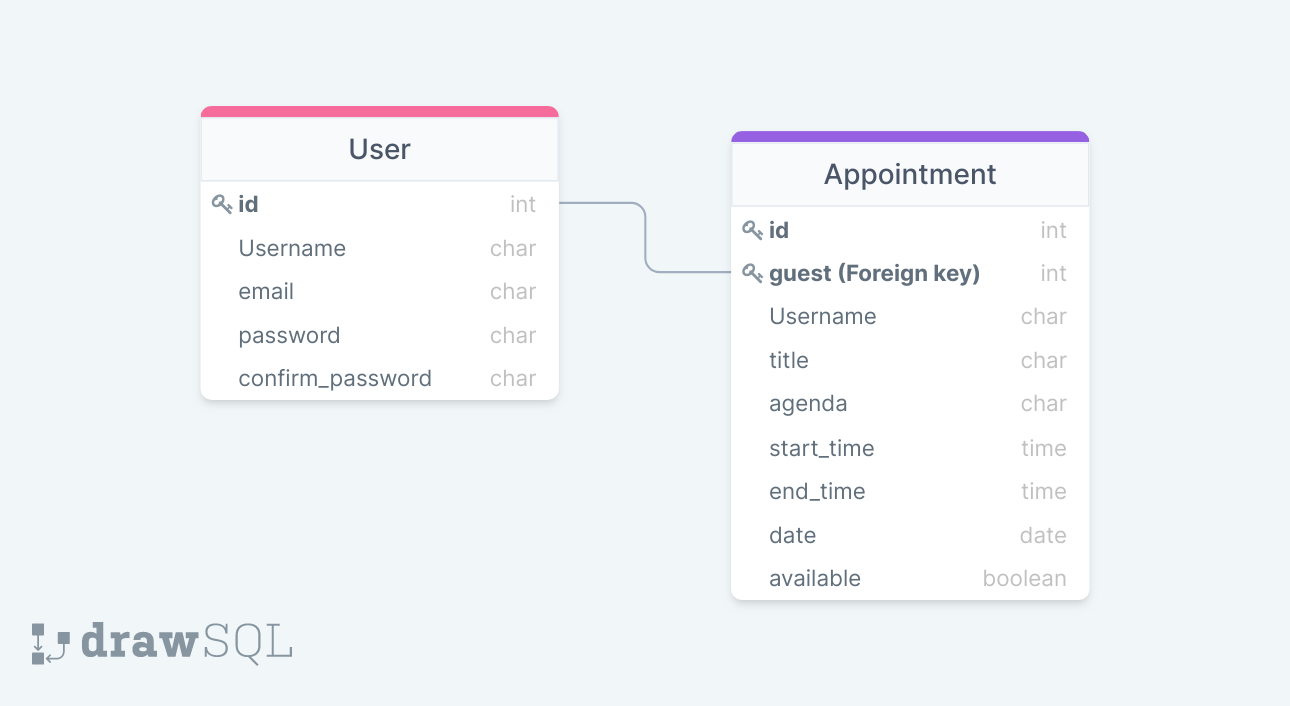 User
id int
Username char
email char
password char
confirm_password char
Appointment
id int
guest (Foreign key) int
Username char
title char
agenda char
start_time time
end_time time
date date
available boolean
drawSQL